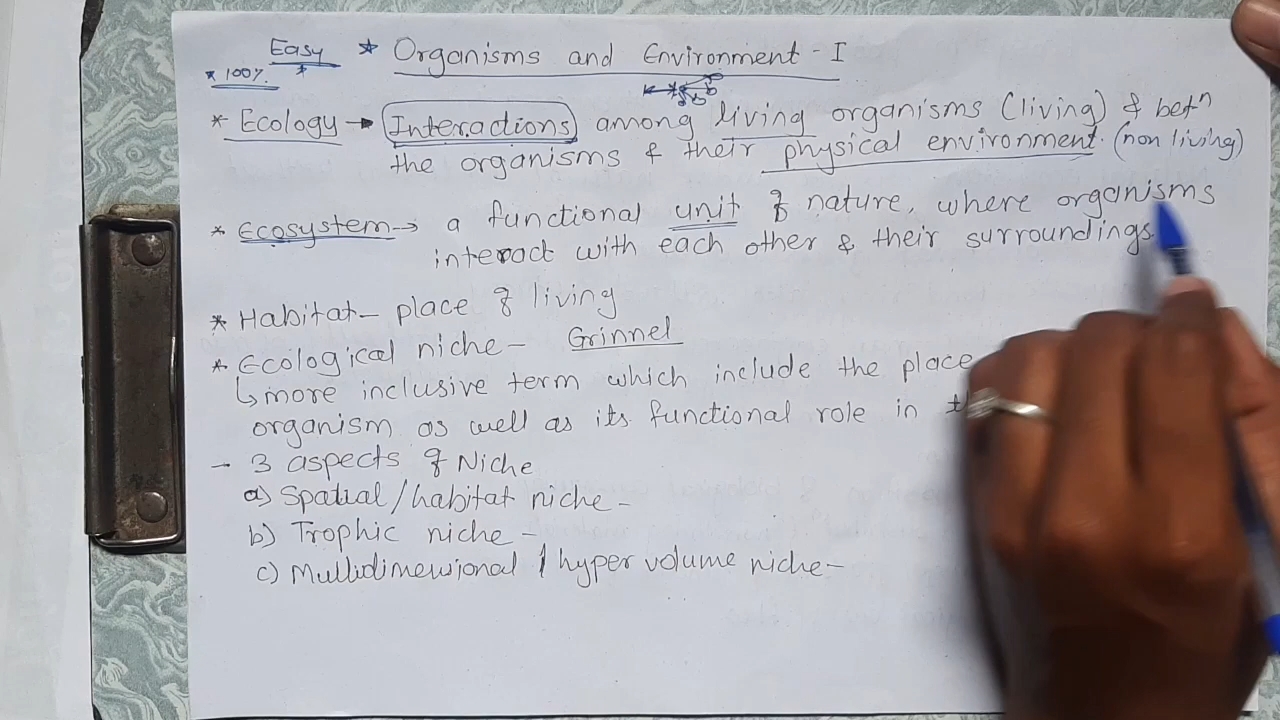 Easy * Organisms and Environment - I
* 100%.
* Ecology → Interactions among living organisms (living) & betn
the organisms & their physical environment. (non living)
* Ecosystem → a functional unit of nature, where organisms
interact with each other & their surroundings
* Habitat - place of living
* Ecological niche - Grinnel
↳ more inclusive term which include the place
organism as well as its functional role in
- 3 aspects of Niche
a) Spatial/habitat niche -
b) Trophic niche -
c) Multidimensional / hyper volume niche -